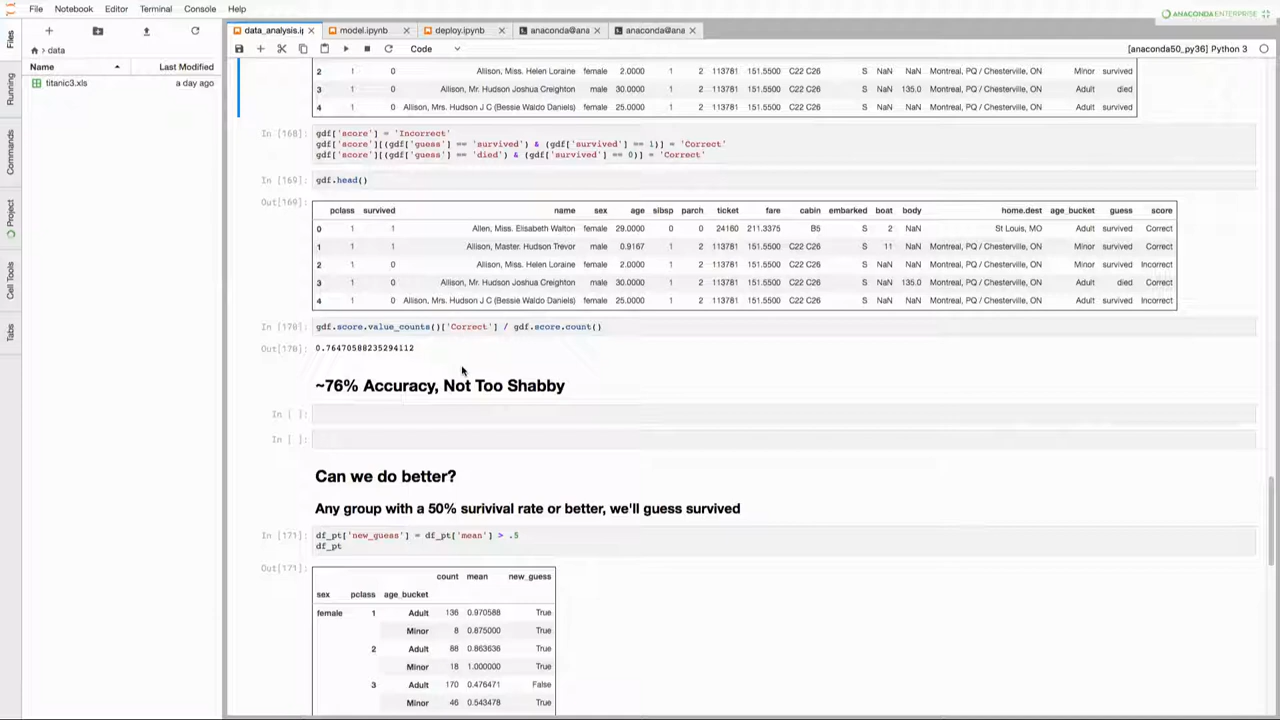 File Notebook Editor Terminal Console Help
ANACONDA ENTERPRISE
data_analysis.ip × model.ipynb × deploy.ipynb × anaconda@ana × anaconda@ane ×
Code
[anaconda50_py36] Python 3
Files
Running
Commands
Project
Cell Tools
Tabs
data
Name Last Modified
titanic3.xls a day ago
2 1 0 Allison, Miss. Helen Loraine female 2.0000 1 2 113781 151.5500 C22 C26 S NaN NaN Montreal, PQ / Chesterville, ON Minor survived
3 1 0 Allison, Mr. Hudson Joshua Creighton male 30.0000 1 2 113781 151.5500 C22 C26 S NaN 135.0 Montreal, PQ / Chesterville, ON Adult died
4 1 0 Allison, Mrs. Hudson J C (Bessie Waldo Daniels) female 25.0000 1 2 113781 151.5500 C22 C26 S NaN NaN Montreal, PQ / Chesterville, ON Adult survived
In [168]: gdf['score'] = 'Incorrect'
gdf['score'][(gdf['guess'] == 'survived') & (gdf['survived'] == 1)] = 'Correct'
gdf['score'][(gdf['guess'] == 'died') & (gdf['survived'] == 0)] = 'Correct'
In [169]: gdf.head()
Out[169]:
pclass survived name sex age sibsp parch ticket fare cabin embarked boat body home.dest age_bucket guess score
0 1 1 Allen, Miss. Elisabeth Walton female 29.0000 0 0 24160 211.3375 B5 S 2 NaN St Louis, MO Adult survived Correct
1 1 1 Allison, Master. Hudson Trevor male 0.9167 1 2 113781 151.5500 C22 C26 S 11 NaN Montreal, PQ / Chesterville, ON Minor survived Correct
2 1 0 Allison, Miss. Helen Loraine female 2.0000 1 2 113781 151.5500 C22 C26 S NaN NaN Montreal, PQ / Chesterville, ON Minor survived Incorrect
3 1 0 Allison, Mr. Hudson Joshua Creighton male 30.0000 1 2 113781 151.5500 C22 C26 S NaN 135.0 Montreal, PQ / Chesterville, ON Adult died Correct
4 1 0 Allison, Mrs. Hudson J C (Bessie Waldo Daniels) female 25.0000 1 2 113781 151.5500 C22 C26 S NaN NaN Montreal, PQ / Chesterville, ON Adult survived Incorrect
In [170]: gdf.score.value_counts()['Correct'] / gdf.score.count()
Out[170]: 0.76470588235294112
~76% Accuracy, Not Too Shabby
In [ ]:
In [ ]:
Can we do better?
Any group with a 50% surivival rate or better, we'll guess survived
In [171]: df_pt['new_guess'] = df_pt['mean'] > .5
df_pt
Out[171]:
count mean new_guess
sex pclass age_bucket
female 1 Adult 136 0.970588 True
Minor 8 0.875000 True
2 Adult 88 0.863636 True
Minor 18 1.000000 True
3 Adult 170 0.476471 False
Minor 46 0.543478 True